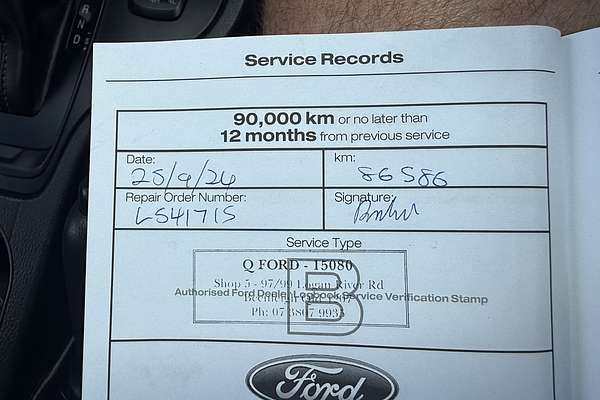 Service Records
90,000 km or no later than
12 months from previous service
Date: 25/9/24
km: 86586
Repair Order Number: LS41715
Signature:
Service Type
B
Q FORD - 15080
Shop 5 - 97/99 Logan River Rd
Authorised Ford Dealer Logbook Service Verification Stamp
Ph: 07 3807 9933
Ford
R
N
D